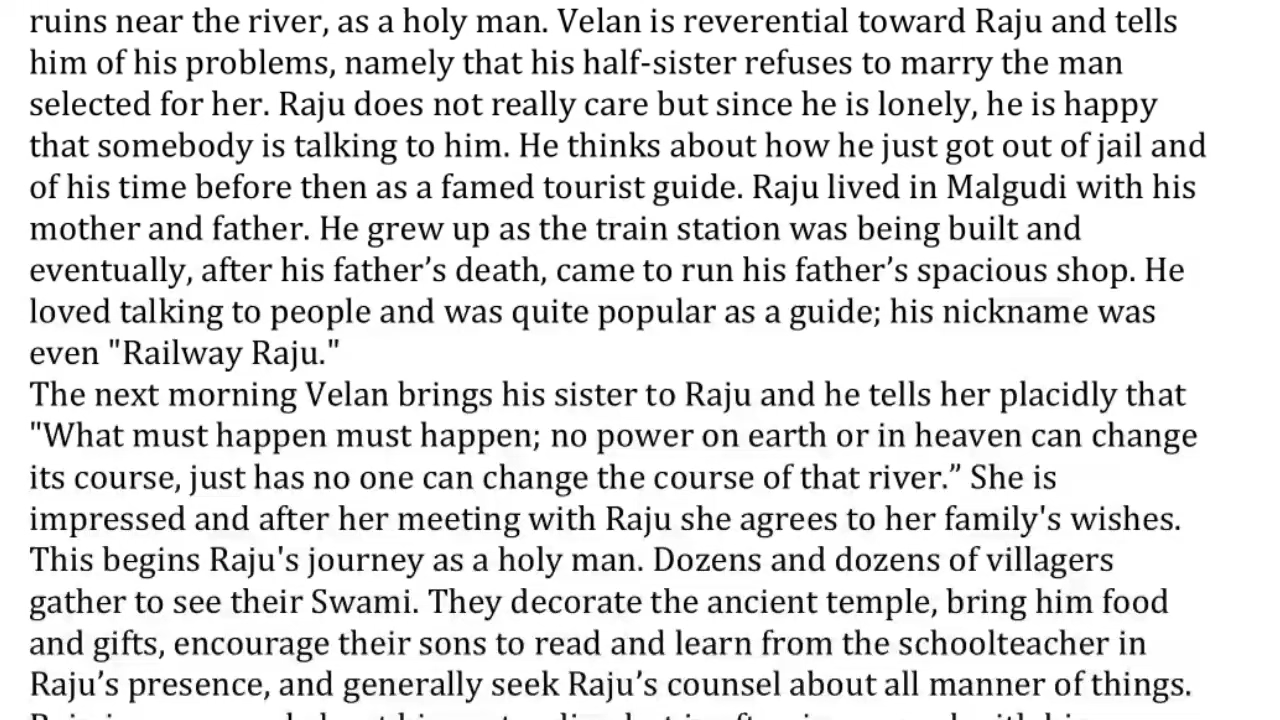 ruins near the river, as a holy man. Velan is reverential toward Raju and tells
him of his problems, namely that his half-sister refuses to marry the man
selected for her. Raju does not really care but since he is lonely, he is happy
that somebody is talking to him. He thinks about how he just got out of jail and
of his time before then as a famed tourist guide. Raju lived in Malgudi with his
mother and father. He grew up as the train station was being built and
eventually, after his father’s death, came to run his father’s spacious shop. He
loved talking to people and was quite popular as a guide; his nickname was
even "Railway Raju."
The next morning Velan brings his sister to Raju and he tells her placidly that
"What must happen must happen; no power on earth or in heaven can change
its course, just has no one can change the course of that river.” She is
impressed and after her meeting with Raju she agrees to her family's wishes.
This begins Raju's journey as a holy man. Dozens and dozens of villagers
gather to see their Swami. They decorate the ancient temple, bring him food
and gifts, encourage their sons to read and learn from the schoolteacher in
Raju’s presence, and generally seek Raju’s counsel about all manner of things.